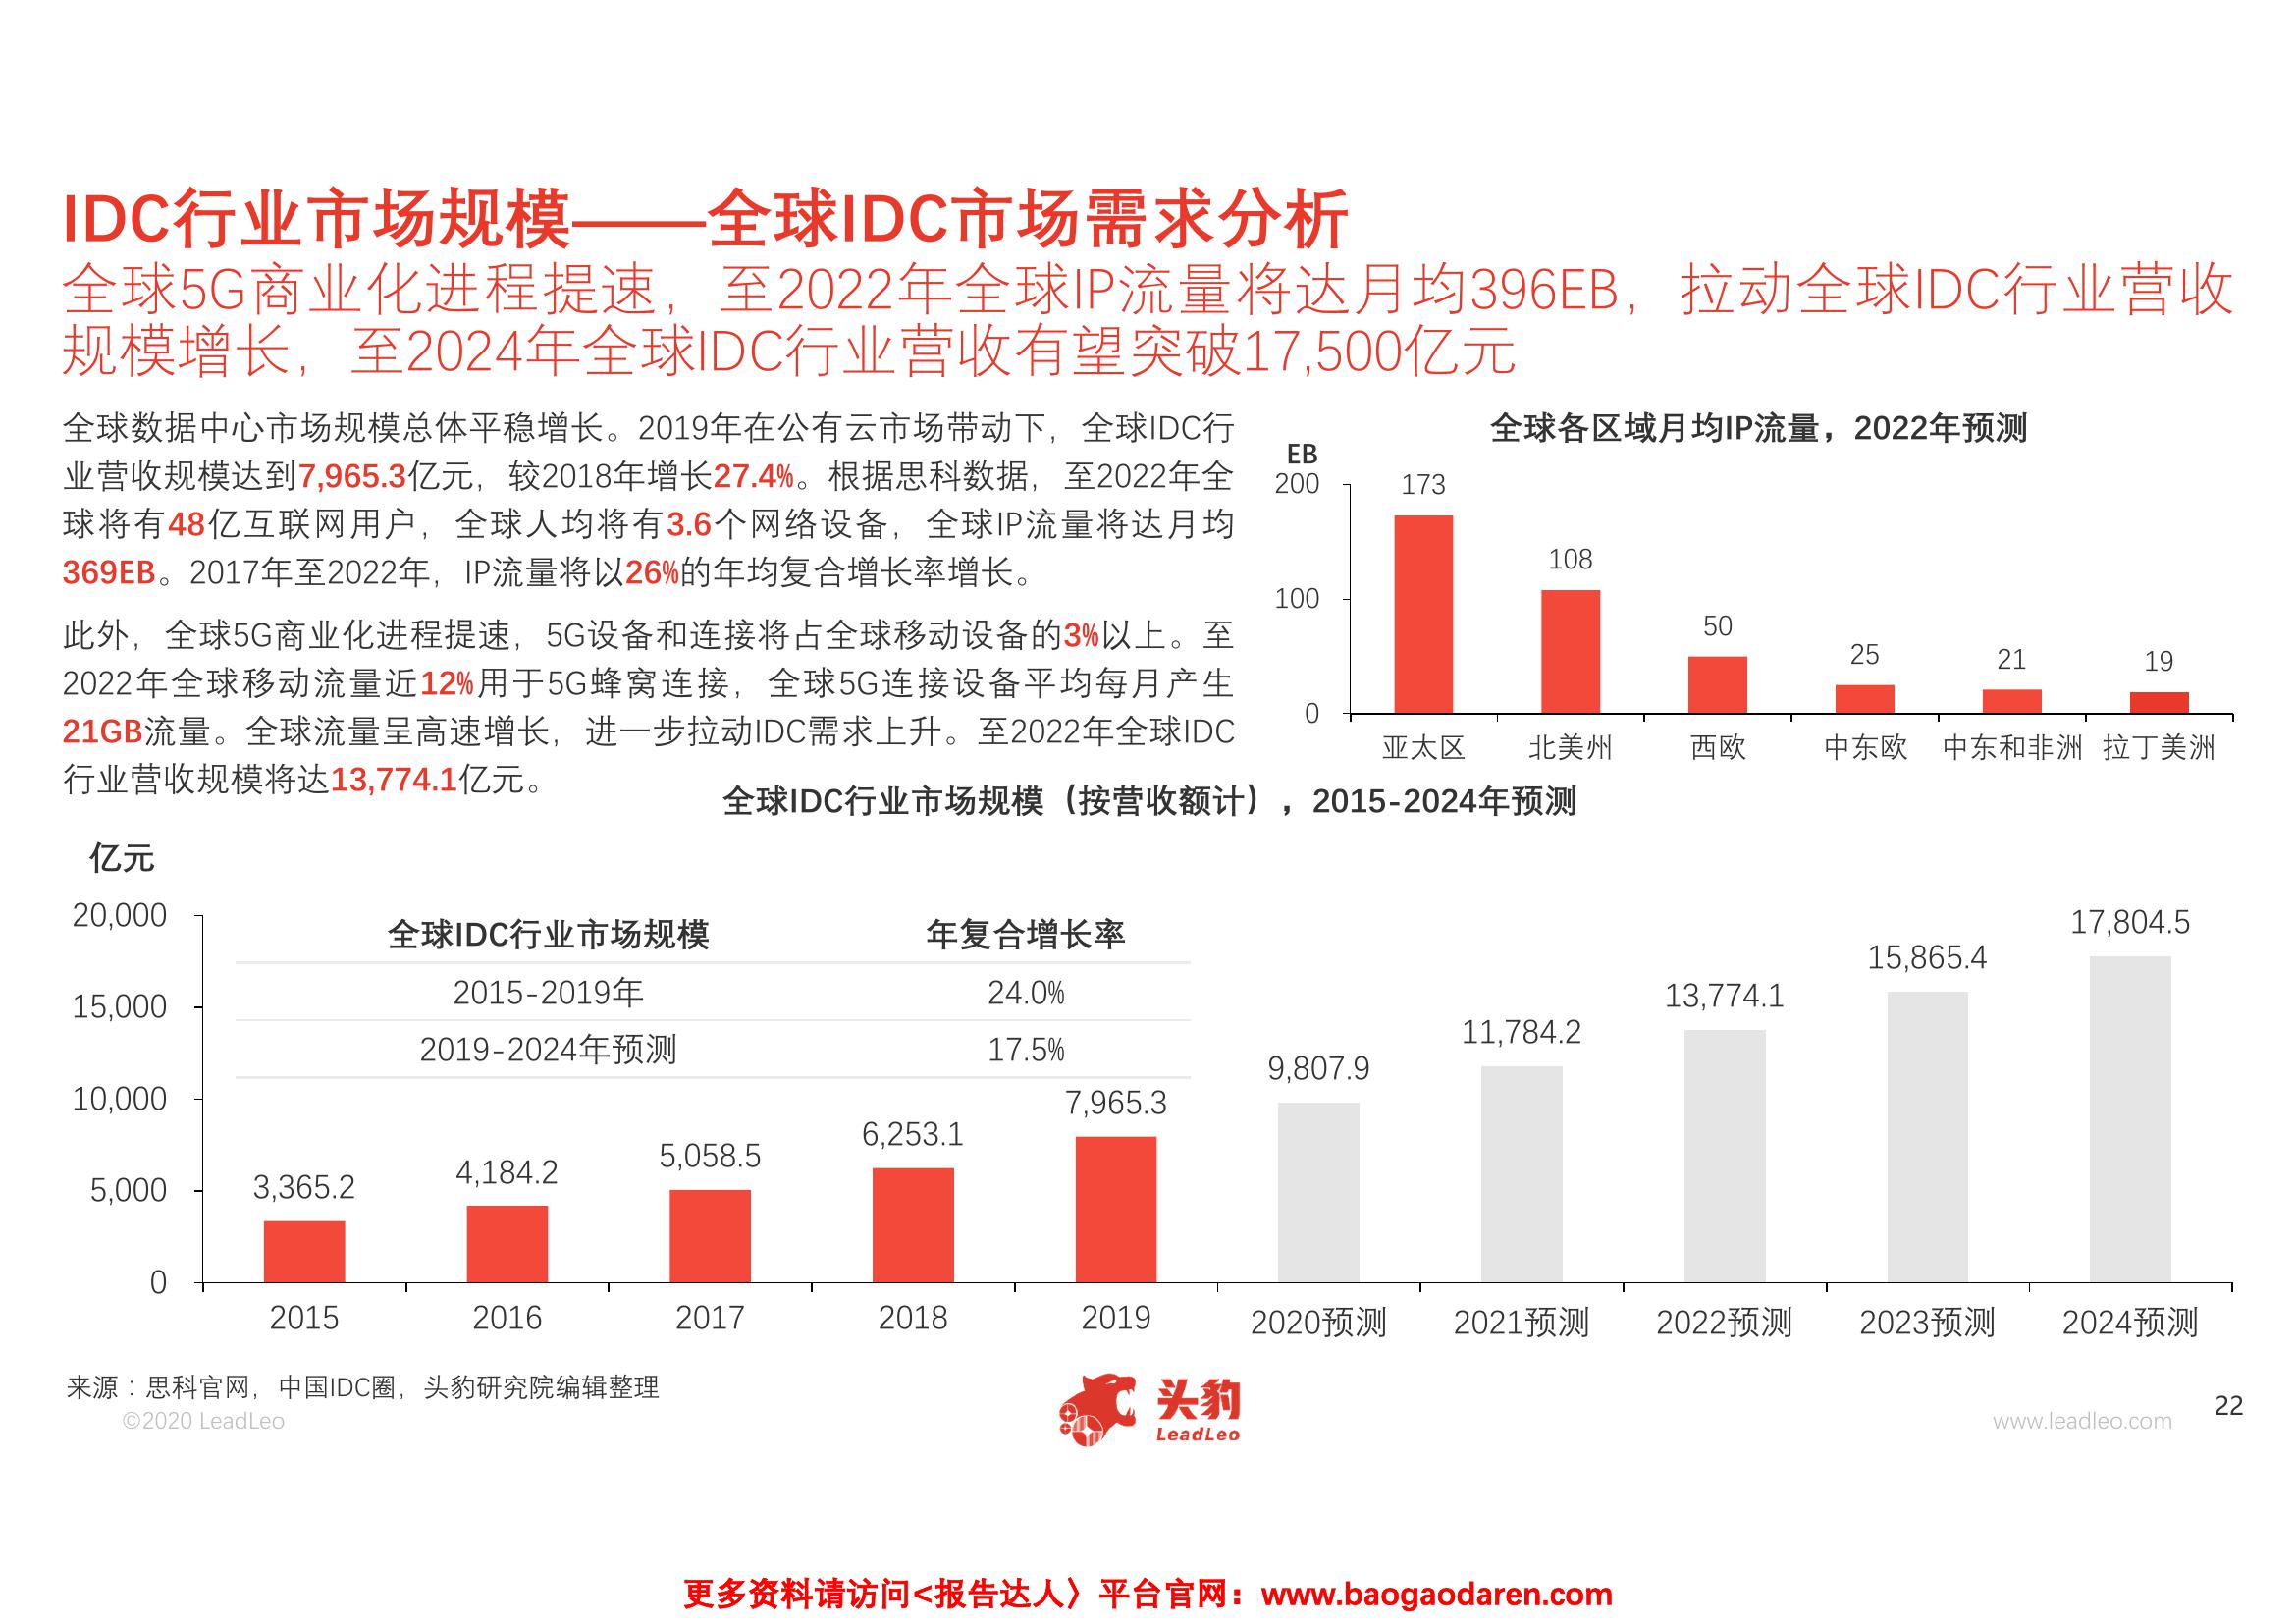 IDC行业市场规模——全球IDC市场需求分析
全球5G商业化进程提速，至2022年全球IP流量将达月均396EB，拉动全球IDC行业营收
规模增长，至2024年全球IDC行业营收有望突破17,500亿元
全球数据中心市场规模总体平稳增长。2019年在公有云市场带动下，全球IDC行
业营收规模达到7,965.3亿元，较2018年增长27.4%。根据思科数据，至2022年全
球将有48亿互联网用户，全球人均将有3.6个网络设备，全球IP流量将达月均
369EB。2017年至2022年，IP流量将以26%的年均复合增长率增长。
此外，全球5G商业化进程提速，5G设备和连接将占全球移动设备的3%以上。至
2022年全球移动流量近12%用于5G蜂窝连接，全球5G连接设备平均每月产生
21GB流量。全球流量呈高速增长，进一步拉动IDC需求上升。至2022年全球IDC
行业营收规模将达13,774.1亿元。
全球各区域月均IP流量，2022年预测
EB
200
100
0
173
108
50
25
21
19
亚太区 北美州 西欧 中东欧 中东和非洲 拉丁美洲
全球IDC行业市场规模（按营收额计），2015-2024年预测
亿元
20,000
15,000
10,000
5,000
0
全球IDC行业市场规模 年复合增长率
2015-2019年 24.0%
2019-2024年预测 17.5%
3,365.2
4,184.2
5,058.5
6,253.1
7,965.3
9,807.9
11,784.2
13,774.1
15,865.4
17,804.5
2015 2016 2017 2018 2019 2020预测 2021预测 2022预测 2023预测 2024预测
来源：思科官网，中国IDC圈，头豹研究院编辑整理
©2020 LeadLeo
头豹
LeadLeo
www.leadleo.com
22
更多资料请访问<报告达人〉平台官网：www.baogaodaren.com